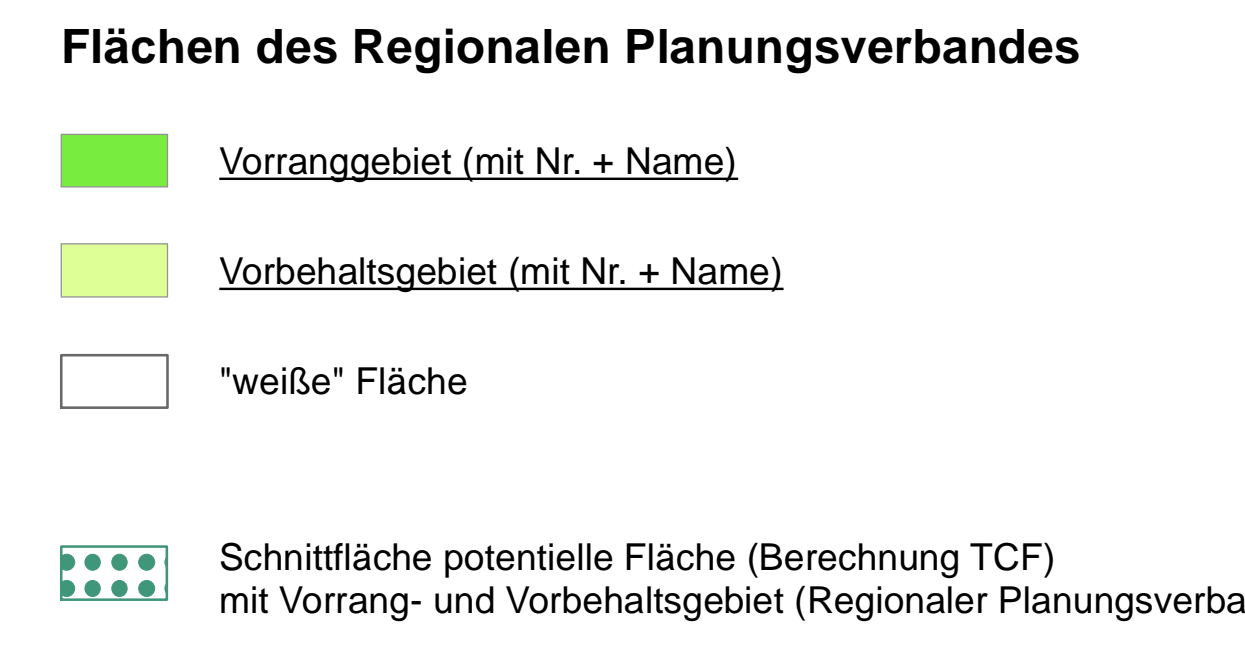 Flächen des Regionalen Planungsverbandes
Vorranggebiet (mit Nr. + Name)
Vorbehaltsgebiet (mit Nr. + Name)
"weiße" Fläche
Schnittfläche potentielle Fläche (Berechnung TCF)
mit Vorrang- und Vorbehaltsgebiet (Regionaler Planungsverba